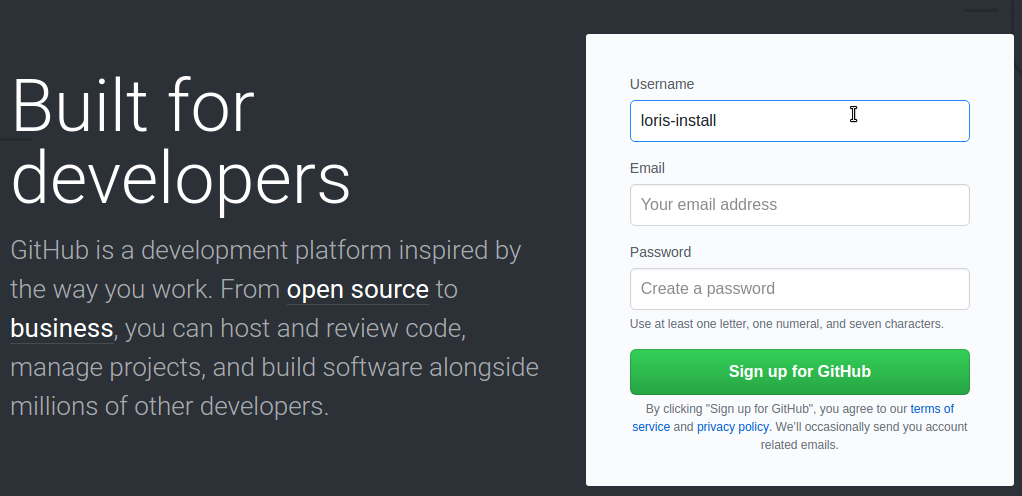 Built for
developers
GitHub is a development platform inspired by
the way you work. From open source to
business, you can host and review code,
manage projects, and build software alongside
millions of other developers.
Username
loris-install
Email
Your email address
Password
Create a password
Use at least one letter, one numeral, and seven characters.
Sign up for GitHub
By clicking "Sign up for GitHub", you agree to our terms of
service and privacy policy. We'll occasionally send you account
related emails.